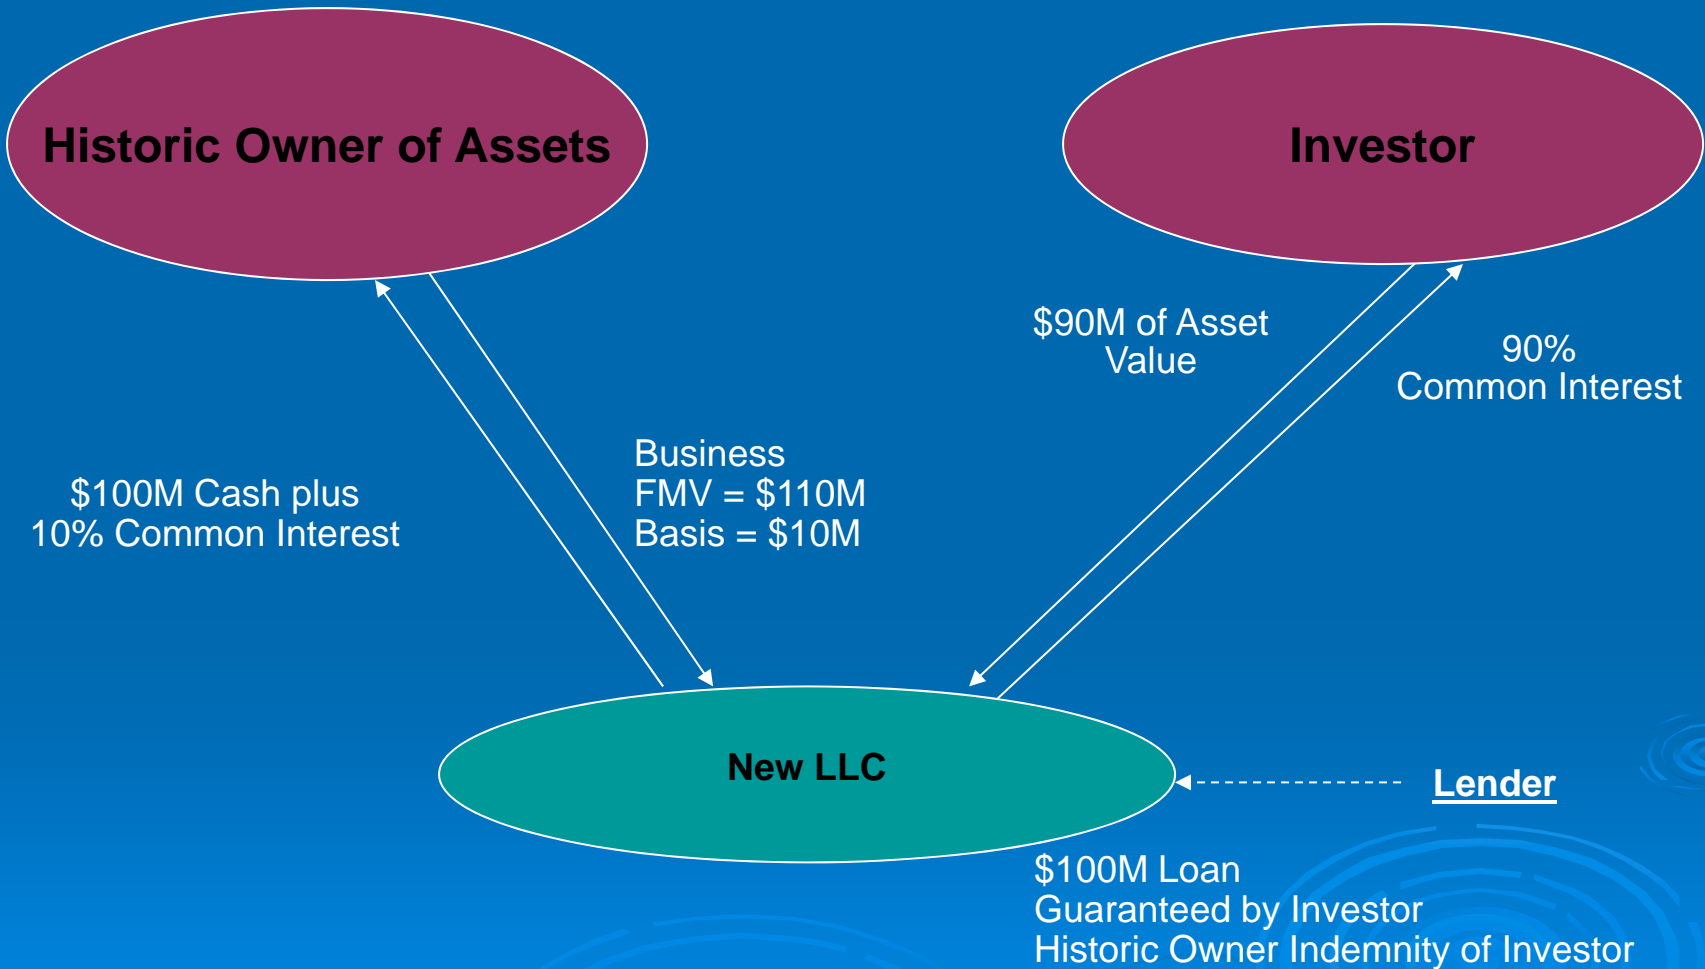 Historic Owner of Assets
Investor
$90M of Asset
Value
90%
Common Interest
Business
FMV = $110M
Basis = $10M
$100M Cash plus
10% Common Interest
New LLC
Lender
$100M Loan
Guaranteed by Investor
Historic Owner Indemnity of Investor